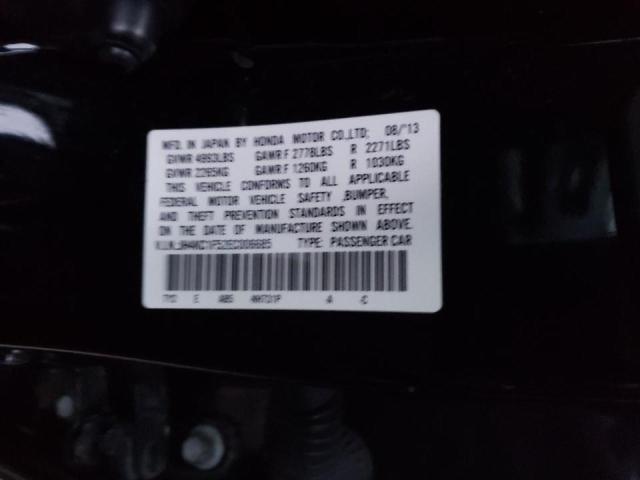 MFD. IN JAPAN BY HONDA MOTOR CO.,LTD; 08/'13
GVWR 4993LBS GAWR F 2778LBS R 2271LBS
GVWR 2265KG GAWR F 1260KG R 1030KG
THIS VEHICLE CONFORMS TO ALL APPLICABLE
FEDERAL MOTOR VEHICLE SAFETY ,BUMPER,
AND THEFT PREVENTION STANDARDS IN EFFECT
ON THE DATE OF MANUFACTURE SHOWN ABOVE.
TYPE: PASSENGER CAR
E A -C